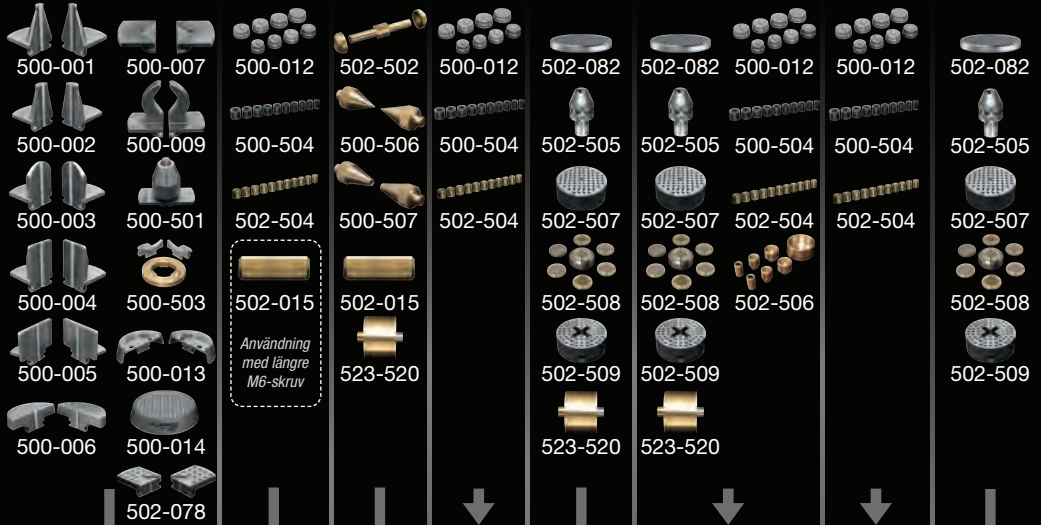 500-001 500-007 500-012 502-502 500-012 502-082 502-082 500-012 500-012 502-082
500-002 500-009 500-504 500-506 500-504 502-505 502-505 500-504 500-504 502-505
500-003 500-501 502-504 500-507 502-504 502-507 502-507 502-504 502-504 502-507
500-004 500-503 502-015 502-015 502-508 502-508 502-506 502-508
Användning
med längre
M6-skruv
500-005 500-013 523-520 502-509 502-509 502-509
500-006 500-014 523-520 523-520
502-078